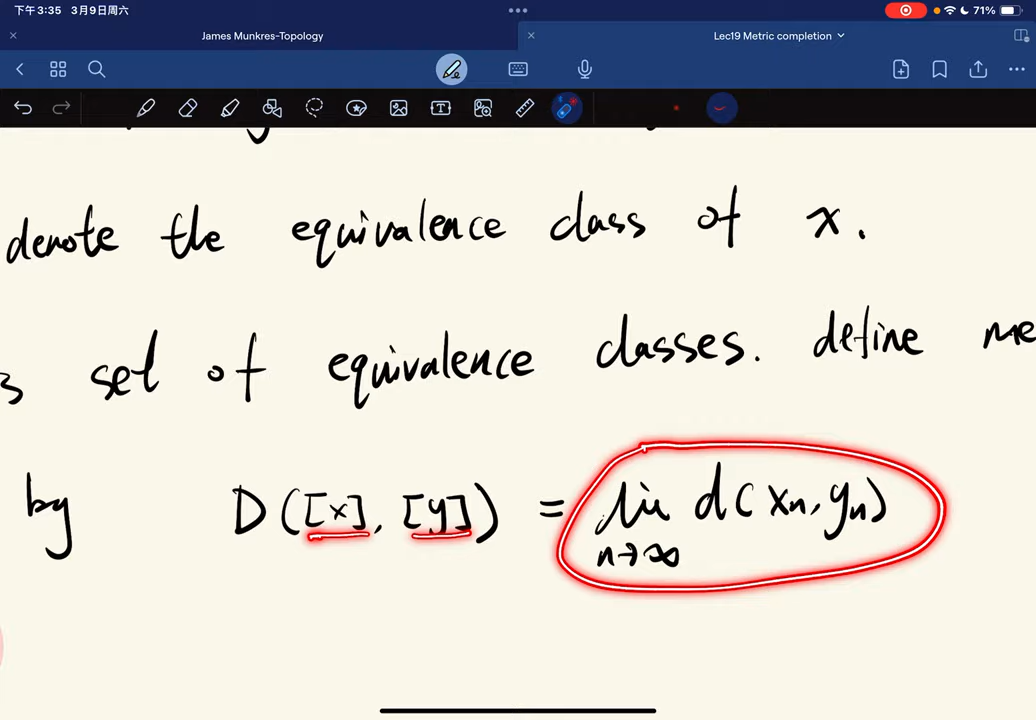 下午3:35 3月9日周六
71%
James Munkres-Topology
Lec19 Metric completion
denote the equivalence class of x.
set of equivalence classes. define me
by D([x], [y]) = lim d(xn, yn)
n→∞